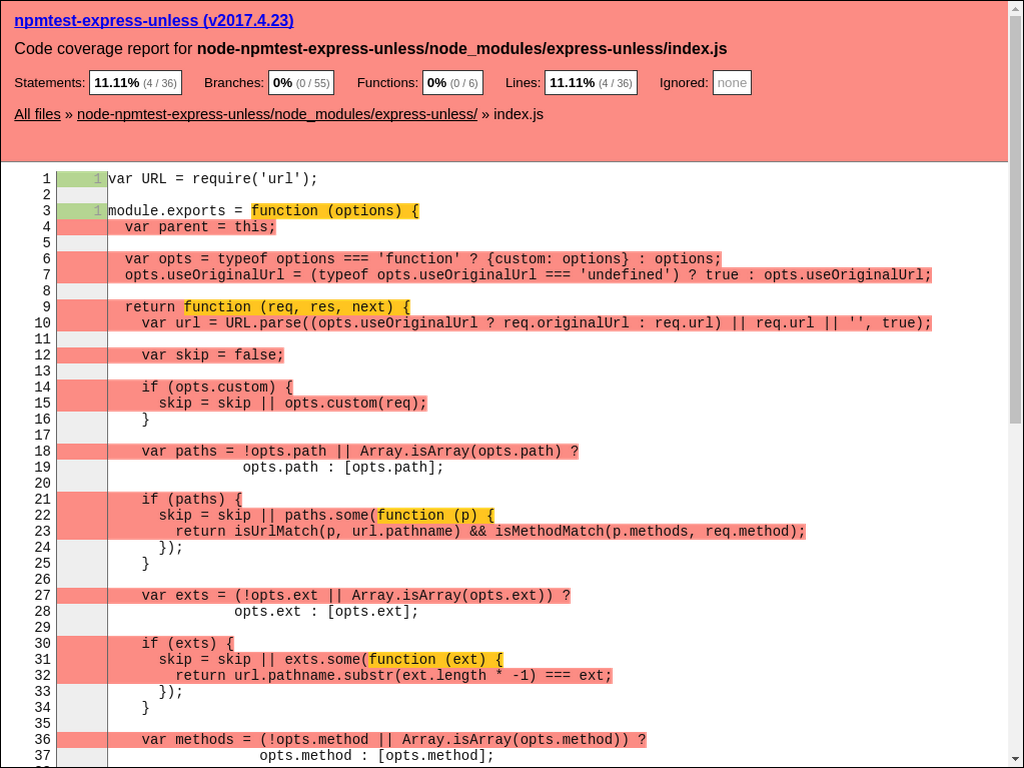 npmtest-express-unless (v2017.4.23)
Code coverage report for node-npmtest-express-unless/node_modules/express-unless/index.js
Statements: 11.11% (4 / 36) Branches: 0% (0 / 55) Functions: 0% (0 / 6) Lines: 11.11% (4 / 36) Ignored: none
All files » node-npmtest-express-unless/node_modules/express-unless/ » index.js
1 1 var URL = require('url');
2
3 1 module.exports = function (options) {
4   var parent = this;
5
6   var opts = typeof options === 'function' ? {custom: options} : options;
7   opts.useOriginalUrl = (typeof opts.useOriginalUrl === 'undefined') ? true : opts.useOriginalUrl;
8
9   return function (req, res, next) {
10     var url = URL.parse((opts.useOriginalUrl ? req.originalUrl : req.url) || req.url || '', true);
11
12     var skip = false;
13
14     if (opts.custom) {
15       skip = skip || opts.custom(req);
16     }
17
18     var paths = !opts.path || Array.isArray(opts.path) ?
19                 opts.path : [opts.path];
20
21     if (paths) {
22       skip = skip || paths.some(function (p) {
23         return isUrlMatch(p, url.pathname) && isMethodMatch(p.methods, req.method);
24       });
25     }
26
27     var exts = (!opts.ext || Array.isArray(opts.ext)) ?
28                opts.ext : [opts.ext];
29
30     if (exts) {
31       skip = skip || exts.some(function (ext) {
32         return url.pathname.substr(ext.length * -1) === ext;
33       });
34     }
35
36     var methods = (!opts.method || Array.isArray(opts.method)) ?
37                   opts.method : [opts.method];